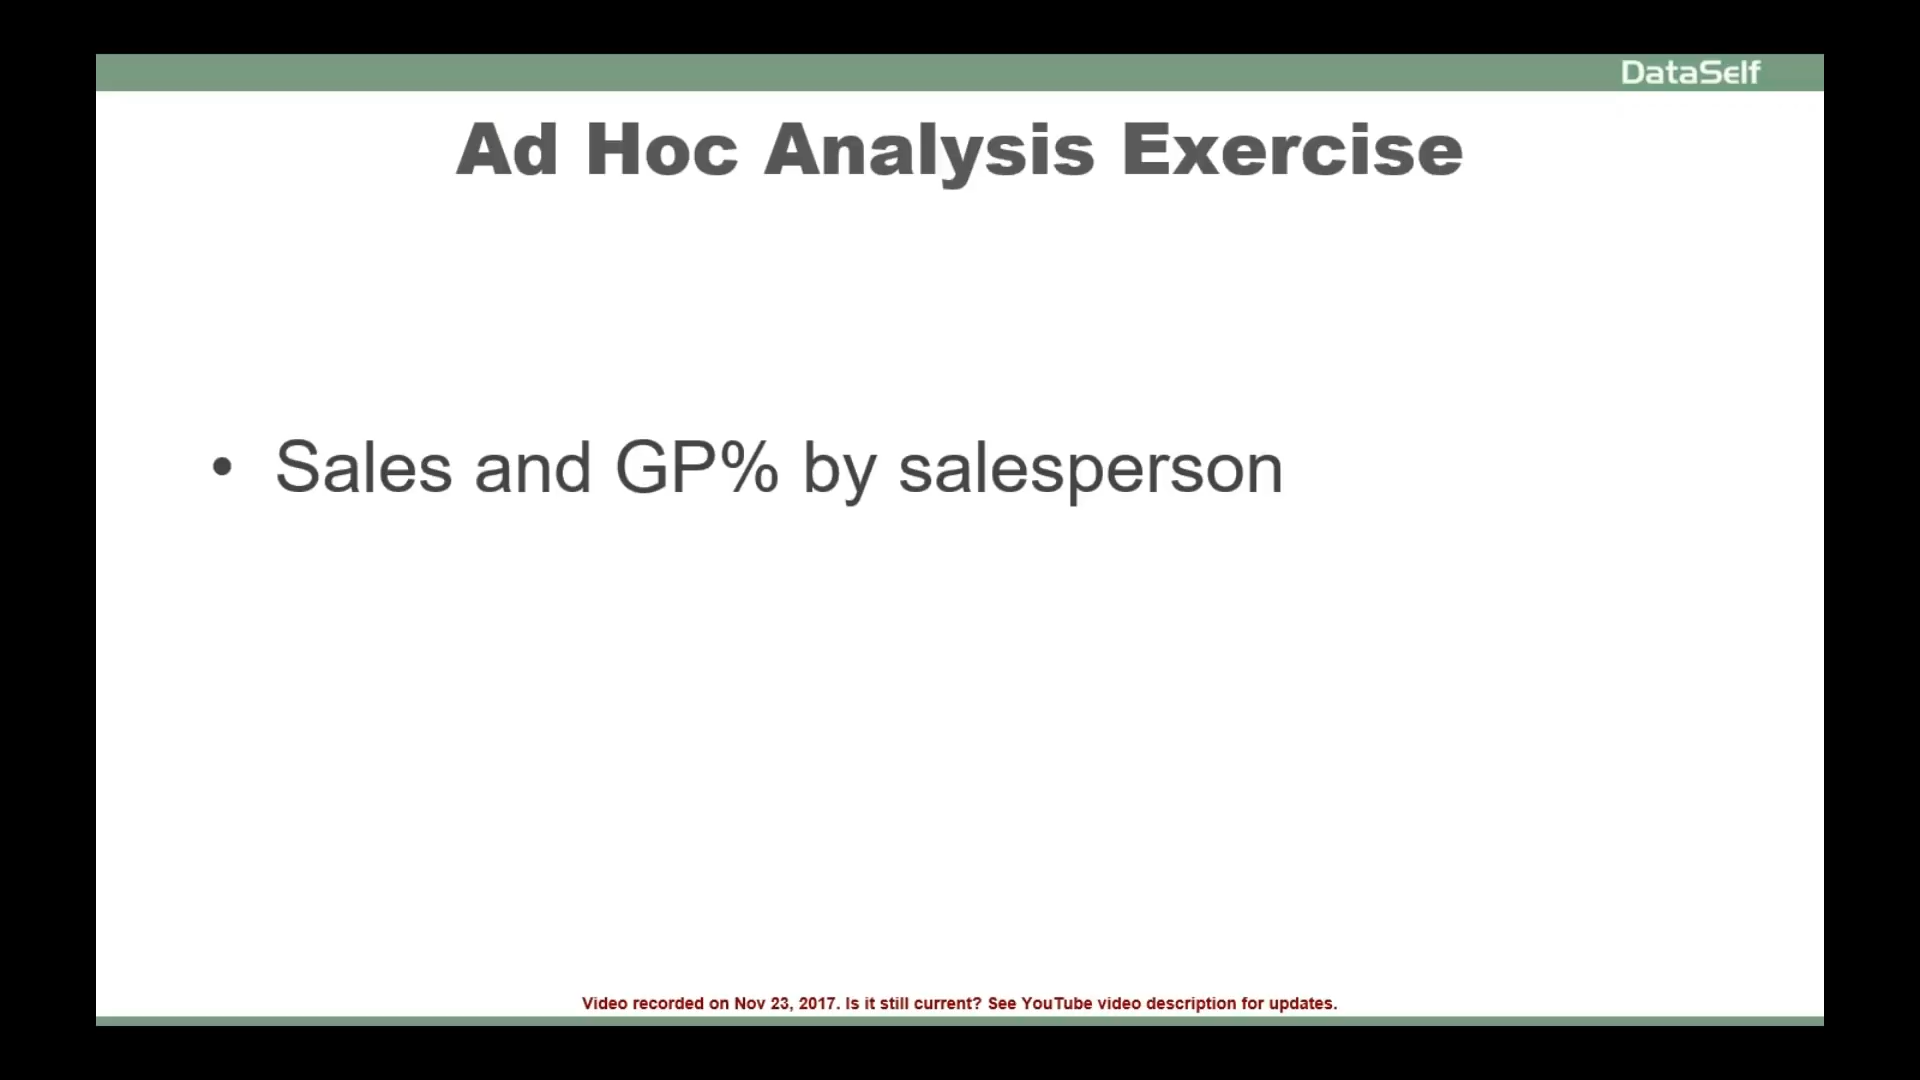 DataSelf
Ad Hoc Analysis Exercise
• Sales and GP% by salesperson
Video recorded on Nov 23, 2017. Is it still current? See YouTube video description for updates.